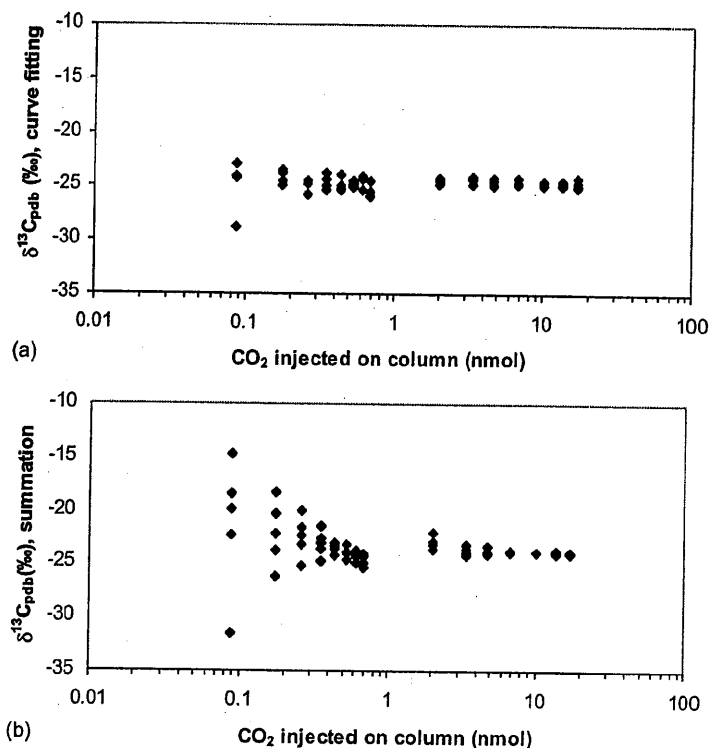 -10
-15
-20
-25
-30
-35
δ¹³Cpdb (‰), curve fitting
0.01 0.1 1 10 100
(a) CO₂ injected on column (nmol)
-10
-15
-20
-25
-30
-35
δ¹³Cpdb(‰), summation
0.01 0.1 1 10 100
(b) CO₂ injected on column (nmol)